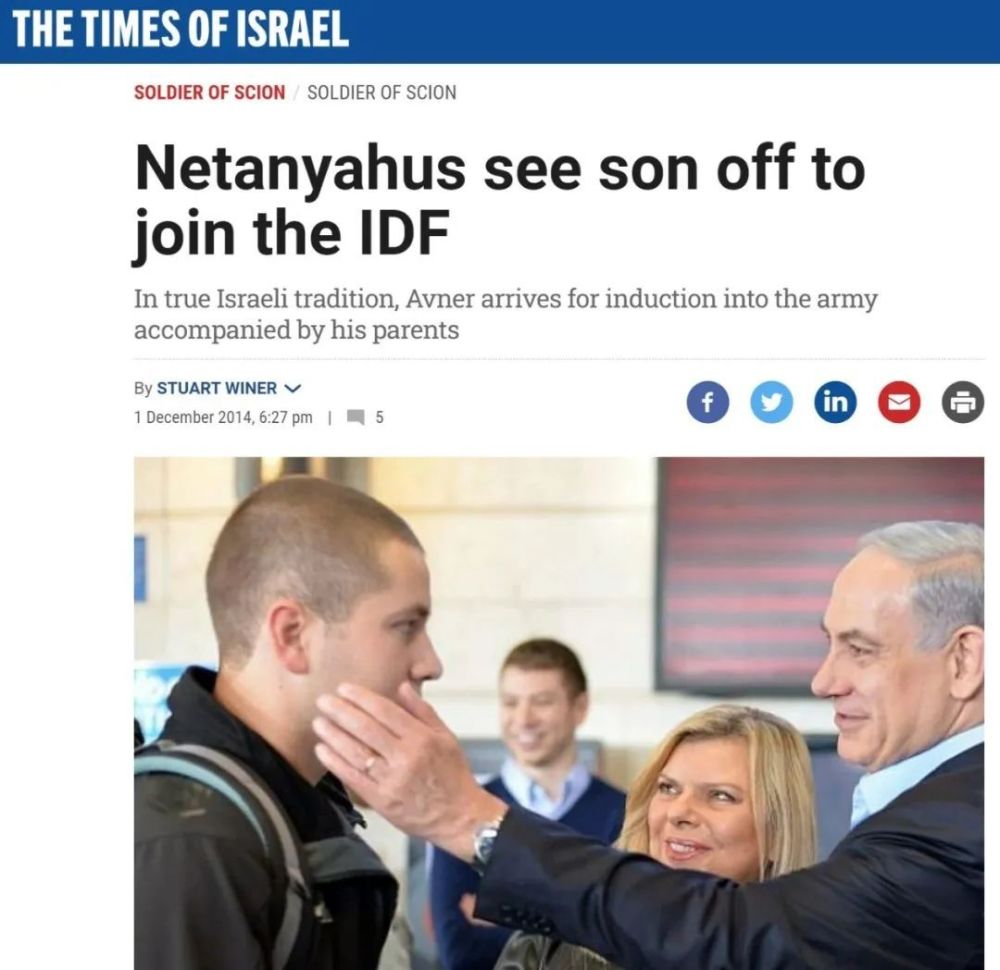 THE TIMES OF ISRAEL
SOLDIER OF SCION / SOLDIER OF SCION
Netanyahus see son off to
join the IDF
In true Israeli tradition, Avner arrives for induction into the army
accompanied by his parents
By STUART WINER
1 December 2014, 6:27 pm | 5
f in